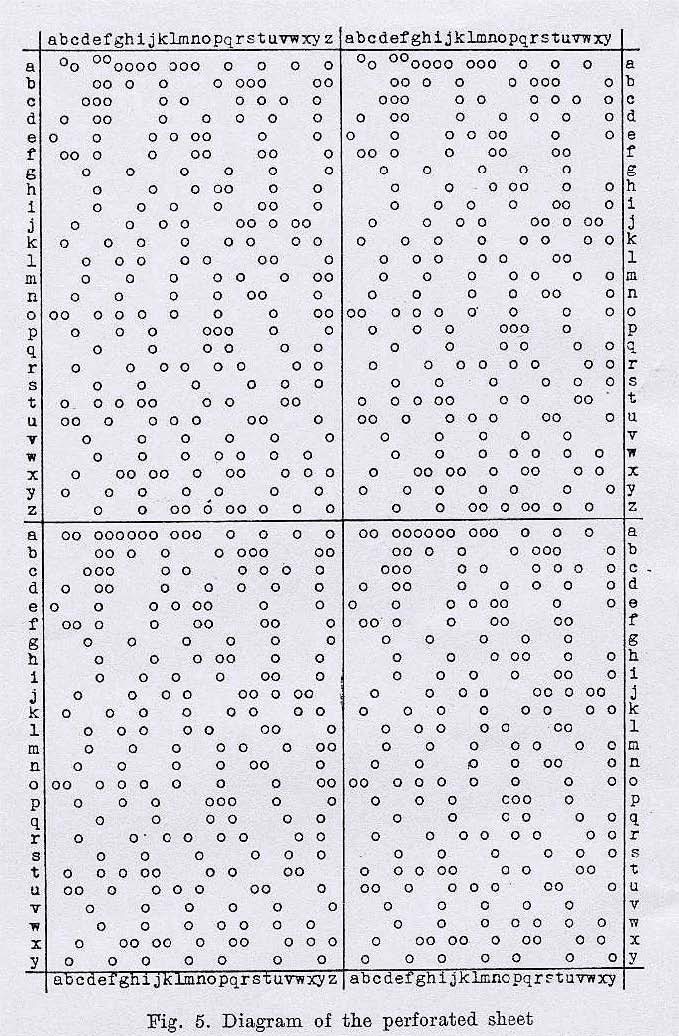 abcdefghijklmnopqrstuvwxyz abcdefghijklmnopqrstuvwxy
a a
b b
c c
d d
e e
f f
g g
h h
i i
j j
k k
l l
m m
n n
o o
p p
q q
r r
s s
t t
u u
v v
w w
x x
y y
z z
a a
b b
c c
d d
e e
f f
g g
h h
i i
j j
k k
l l
m m
n n
o o
p p
q q
r r
s s
t t
u u
v v
w w
x x
y y
abcdefghijklmnopqrstuvwxyz abcdefghijklmnopqrstuvwxy
Fig. 5. Diagram of the perforated sheet